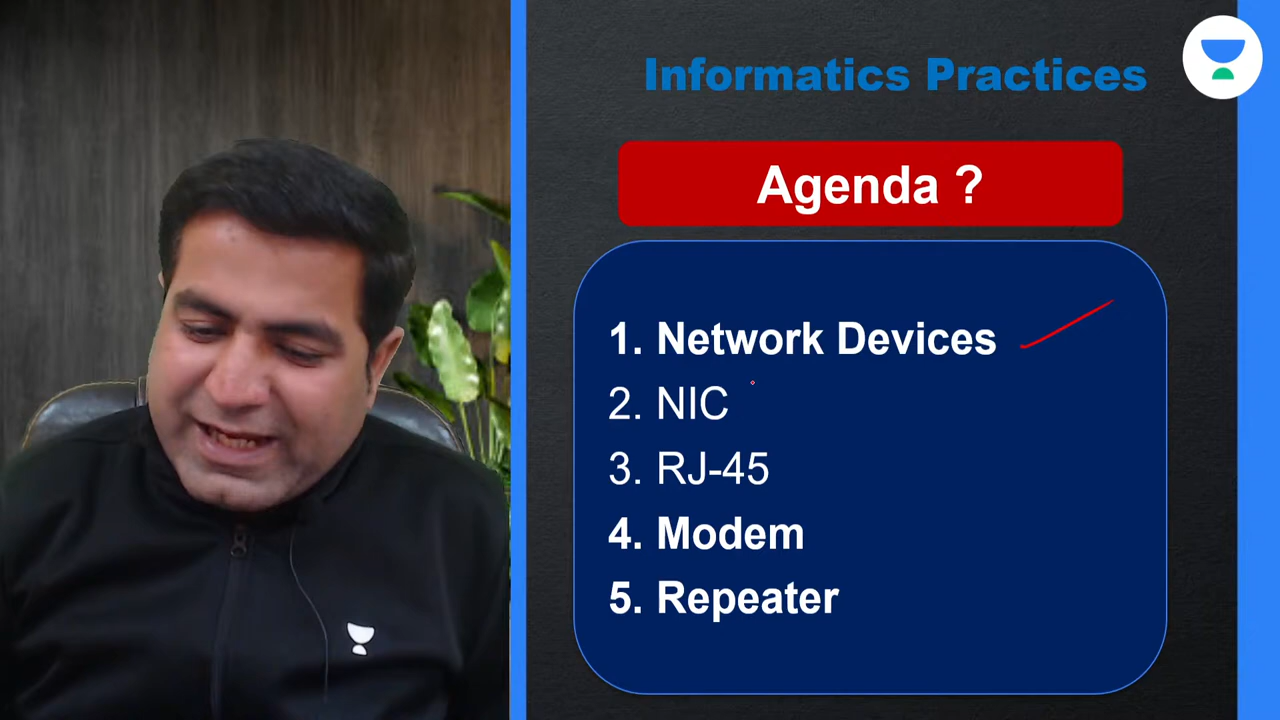 Informatics Practices
Agenda ?
1. Network Devices
2. NIC
3. RJ-45
4. Modem
5. Repeater